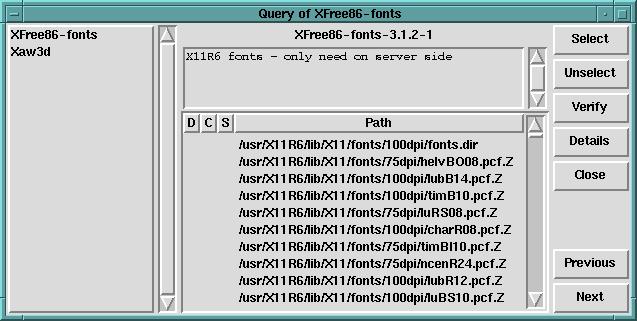 Query of XFree86-fonts
XFree86-fonts
Xaw3d
XFree86-fonts-3.1.2-1
X11R6 fonts - only need on server side
D C S Path
/usr/X11R6/lib/X11/fonts/100dpi/fonts.dir
/usr/X11R6/lib/X11/fonts/75dpi/helvBO08.pcf.Z
/usr/X11R6/lib/X11/fonts/100dpi/lubB14.pcf.Z
/usr/X11R6/lib/X11/fonts/100dpi/timB10.pcf.Z
/usr/X11R6/lib/X11/fonts/75dpi/luRS08.pcf.Z
/usr/X11R6/lib/X11/fonts/100dpi/charR08.pcf.Z
/usr/X11R6/lib/X11/fonts/75dpi/timBI10.pcf.Z
/usr/X11R6/lib/X11/fonts/75dpi/ncenR24.pcf.Z
/usr/X11R6/lib/X11/fonts/100dpi/lubR12.pcf.Z
/usr/X11R6/lib/X11/fonts/100dpi/luBS10.pcf.Z
Select
Unselect
Verify
Details
Close
Previous
Next